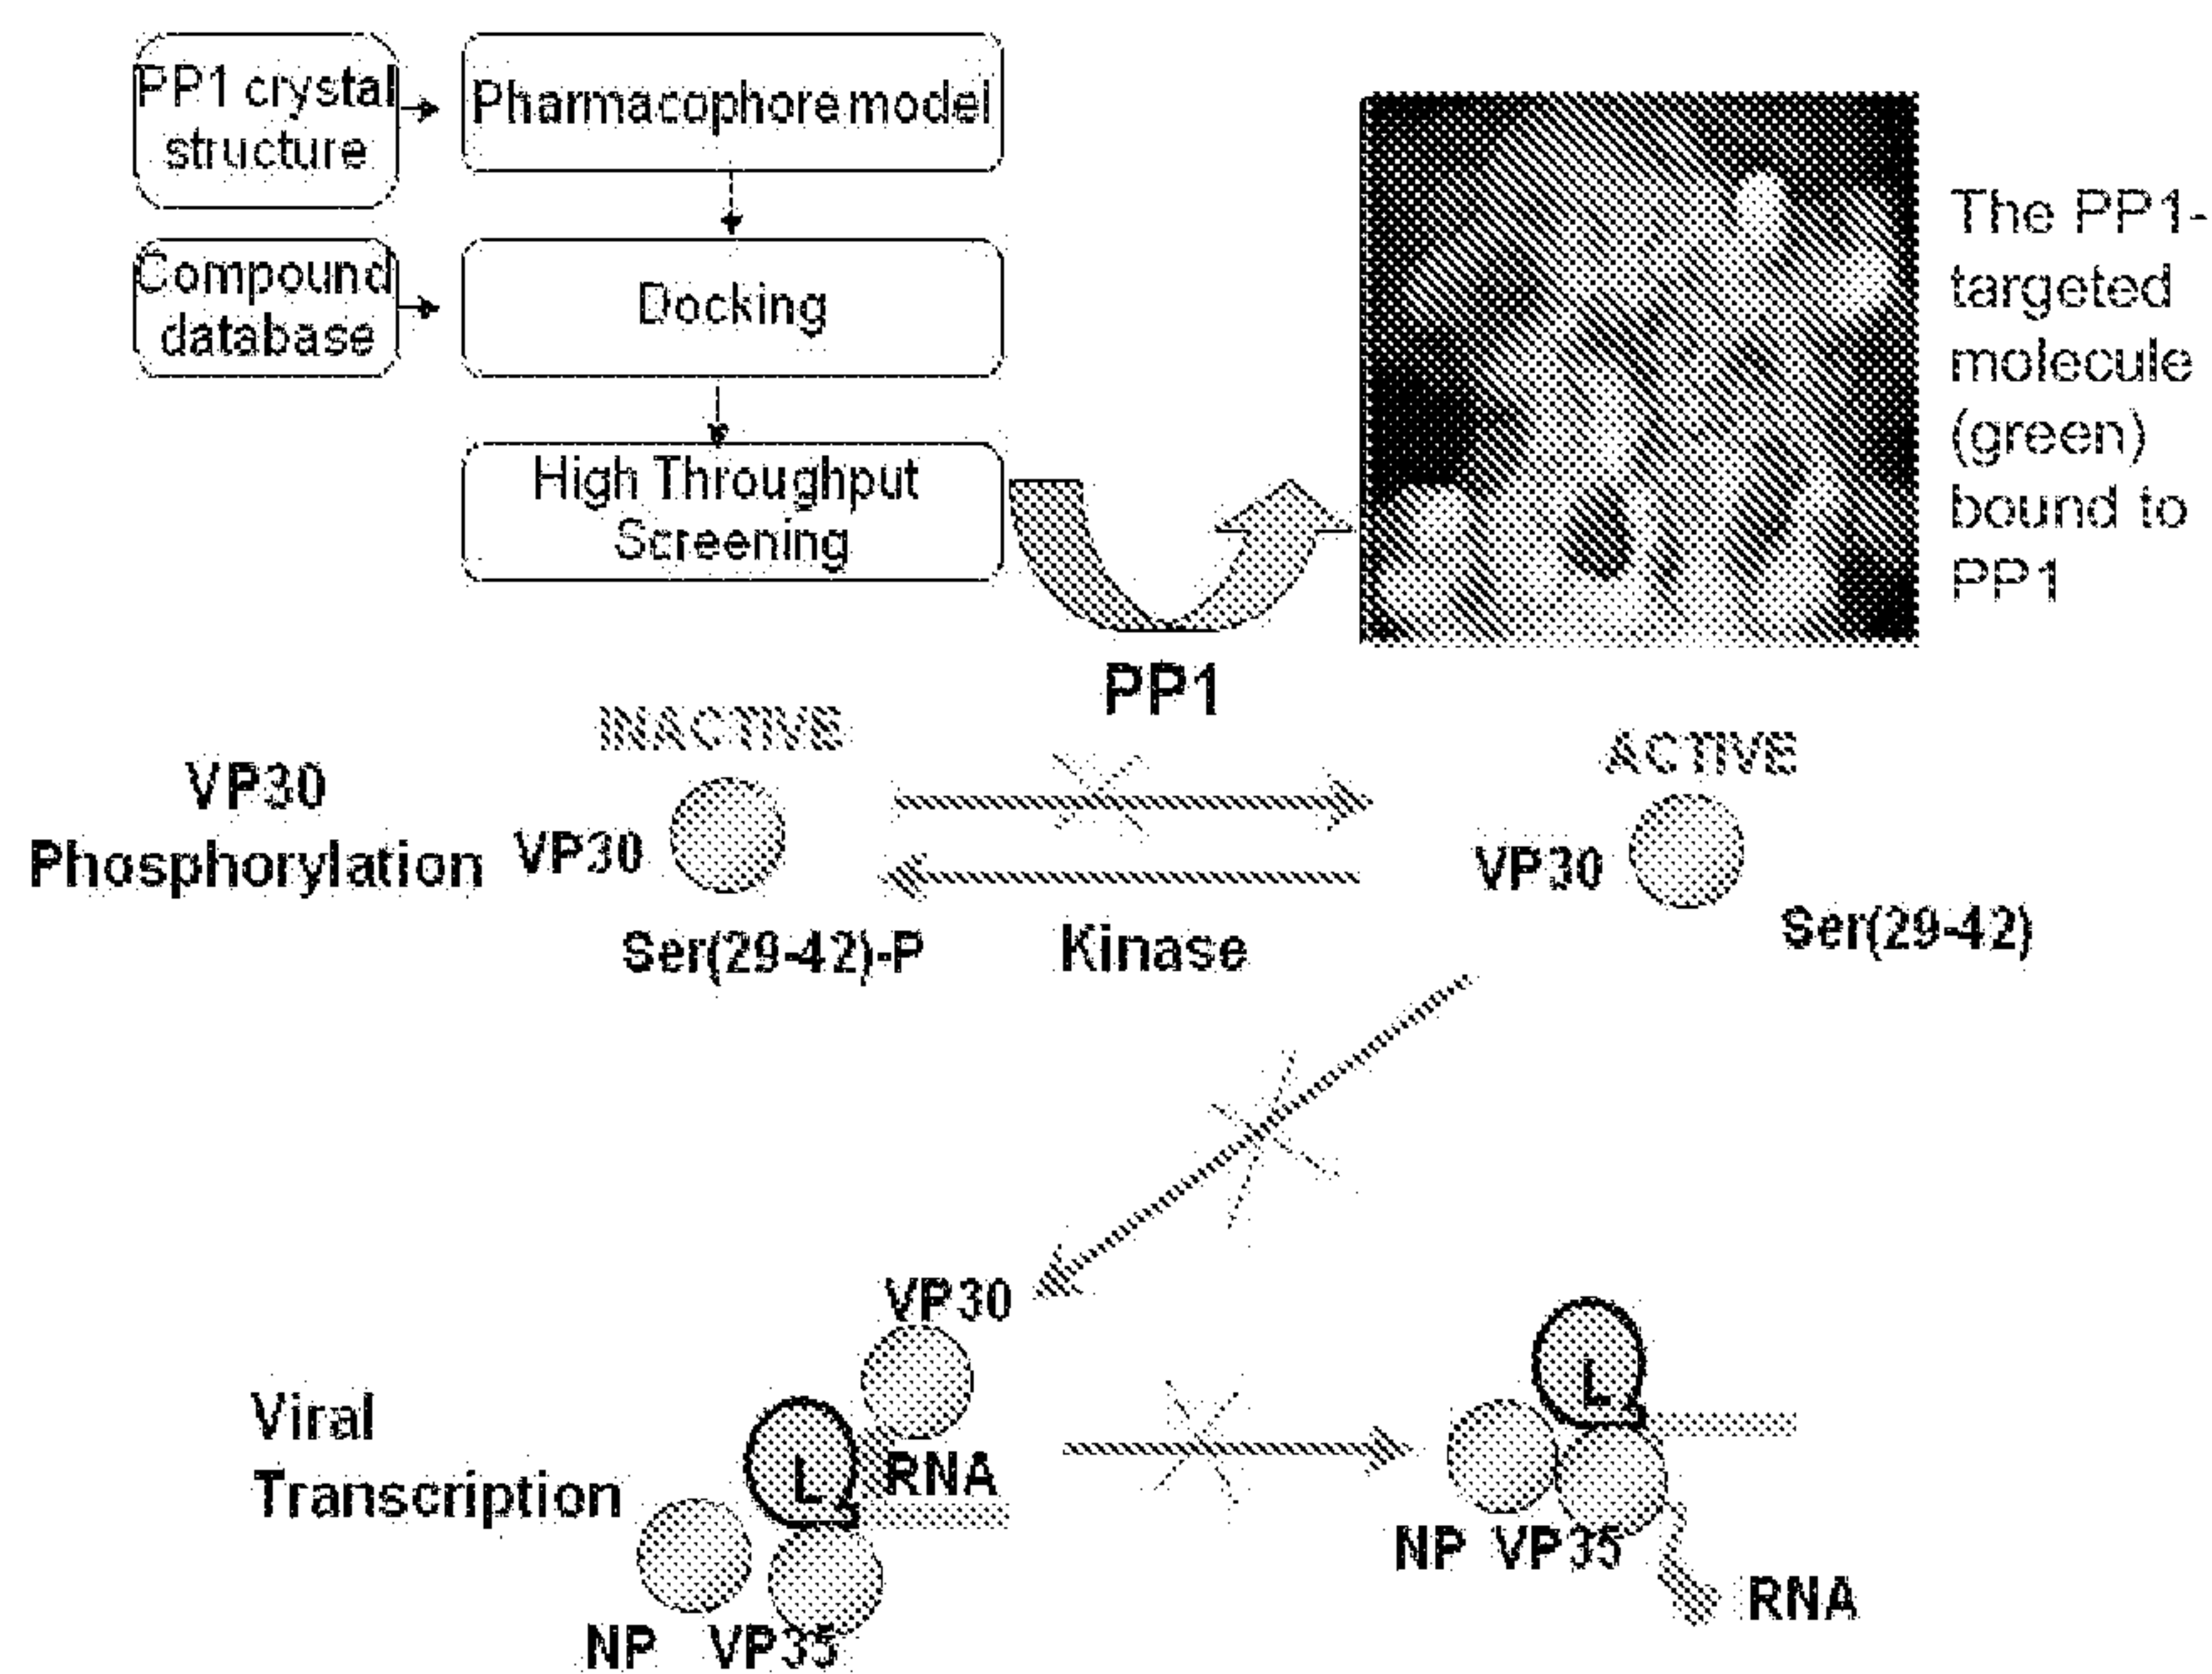 PP1 crystal
structure
Pharmacophore model
Compound
database
Docking
High Throughput
Screening
The PP1-
targeted
molecule
(green)
bound to
PP1
PP1
INACTIVE
ACTIVE
VP30
Phosphorylation
VP30
VP30
Ser(29-42)-P
Kinase
Ser(29-42)
VP30
Viral
Transcription
L
RNA
NP VP35
L
NP VP35
RNA